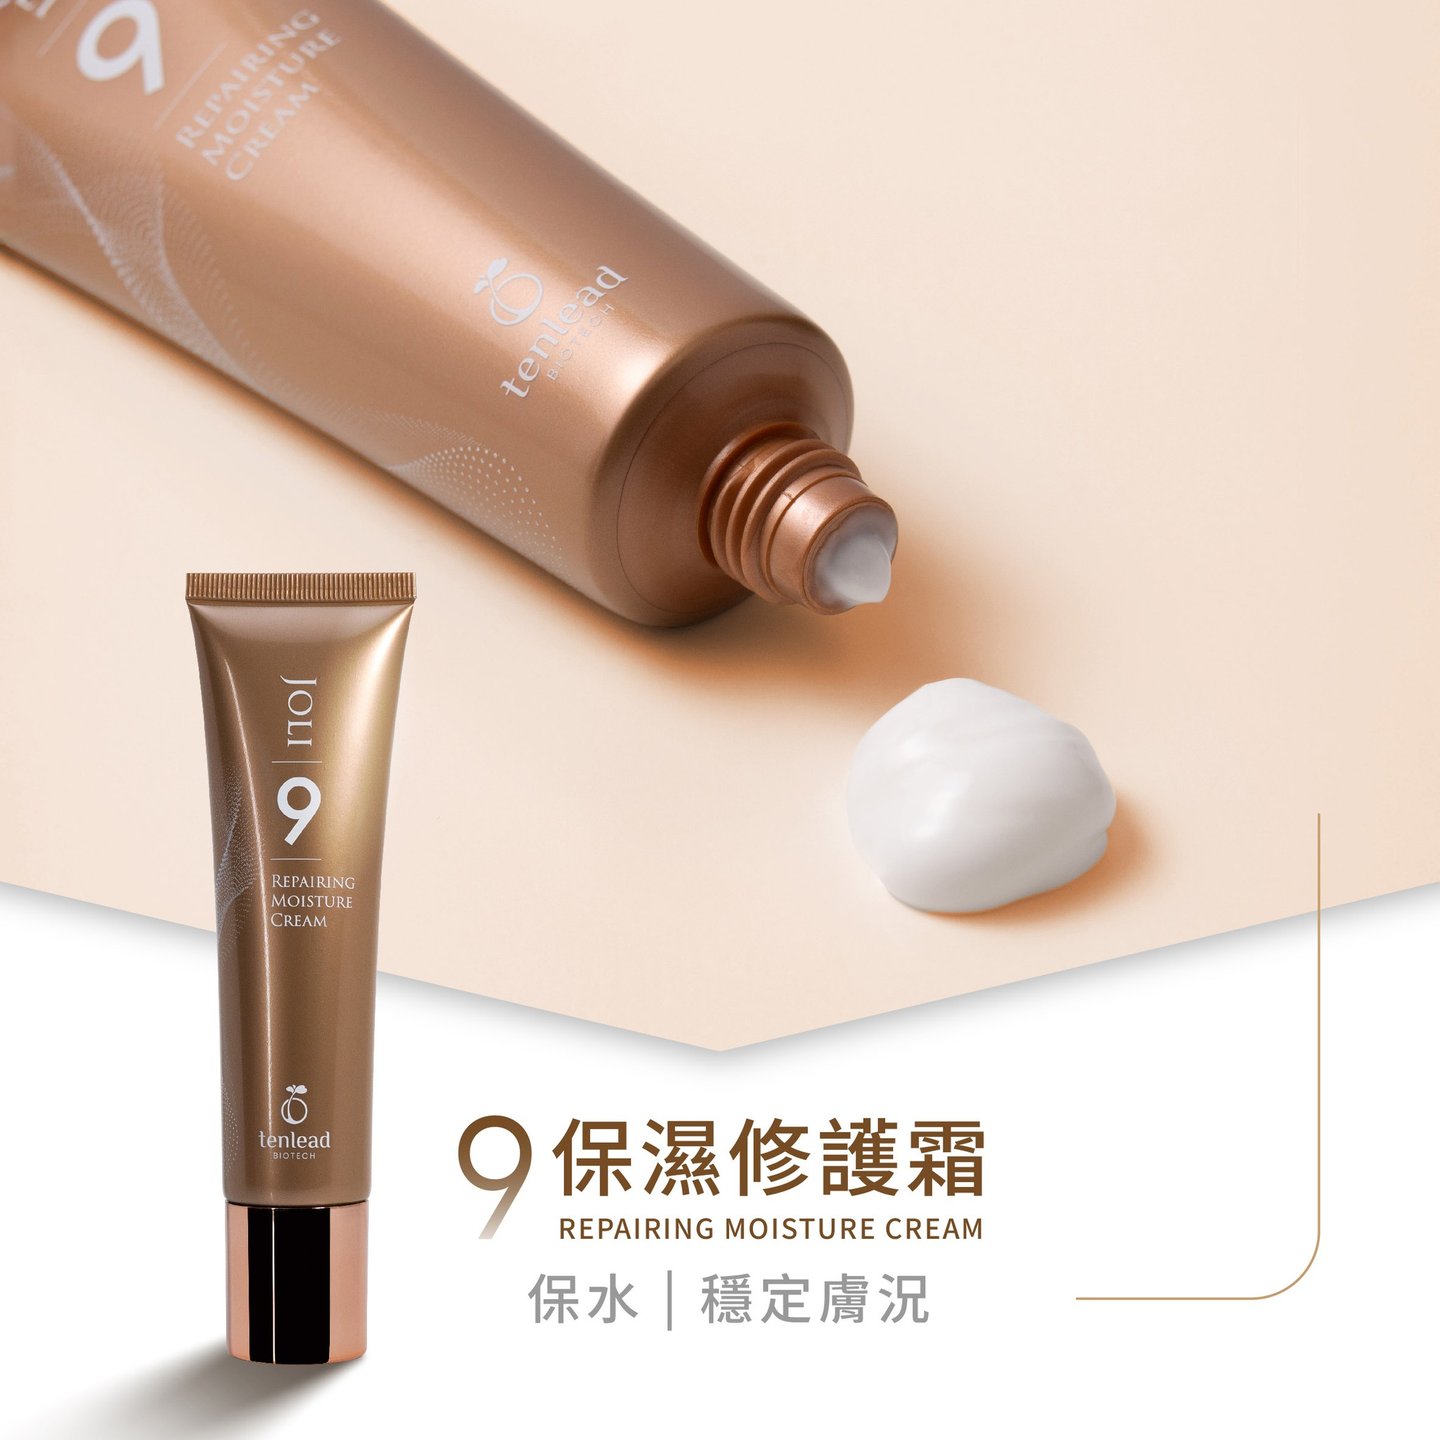 9
REPAIRING
MOISTURE
CREAM
tenlead
BIOTECH
JOLI
9
REPAIRING
MOISTURE
CREAM
tenlead
BIOTECH
9保濕修護霜
REPAIRING MOISTURE CREAM
保水｜穩定膚況